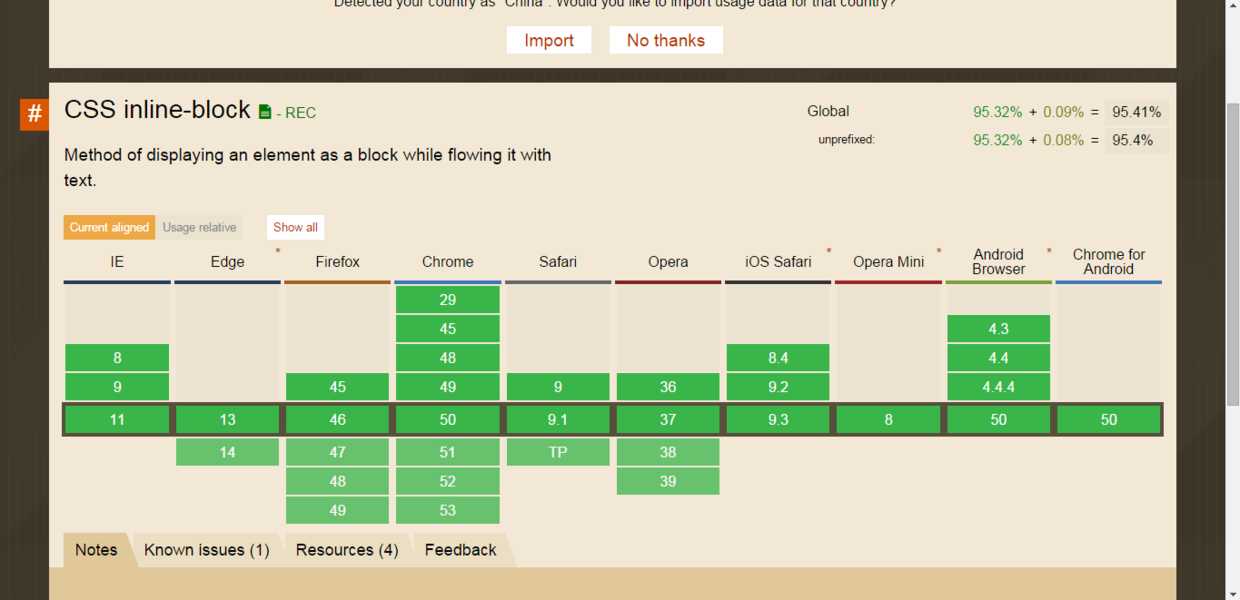 Detected your country as "China". Would you like to import usage data for that country?
Import No thanks
# CSS inline-block - REC
Global 95.32% + 0.09% = 95.41%
unprefixed: 95.32% + 0.08% = 95.4%
Method of displaying an element as a block while flowing it with
text.
Current aligned Usage relative Show all
IE Edge * Firefox Chrome Safari Opera iOS Safari * Opera Mini * Android Browser * Chrome for Android
29
45 4.3
8 48 8.4 4.4
9 45 49 9 36 9.2 4.4.4
11 13 46 50 9.1 37 9.3 8 50 50
14 47 51 TP 38
48 52 39
49 53
Notes Known issues (1) Resources (4) Feedback